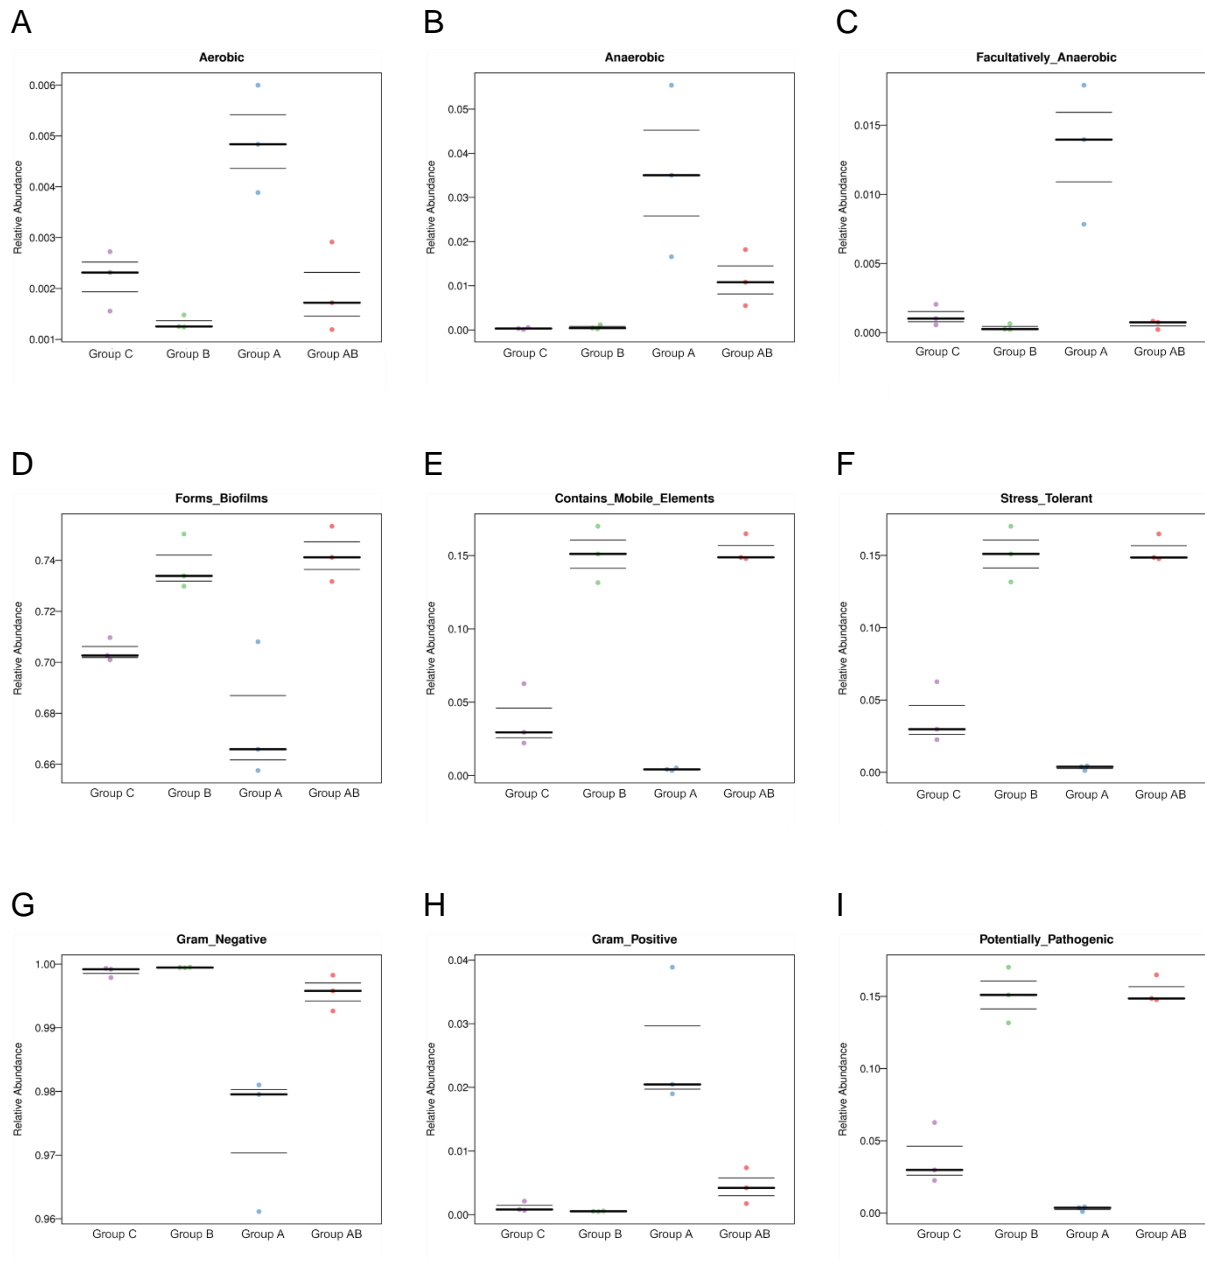 A
B
C
Aerobic
Anaerobic
Facultatively_Anaerobic
Relative Abundance
0.006
0.005
0.004
0.003
0.002
0.001
Group C Group B Group A Group AB
Relative Abundance
0.05
0.04
0.03
0.02
0.01
0.00
Group C Group B Group A Group AB
Relative Abundance
0.015
0.010
0.005
0.000
Group C Group B Group A Group AB
D
E
F
Forms_Biofilms
Contains_Mobile_Elements
Stress_Tolerant
Relative Abundance
0.74
0.72
0.70
0.68
0.66
Group C Group B Group A Group AB
Relative Abundance
0.15
0.10
0.05
0.00
Group C Group B Group A Group AB
Relative Abundance
0.15
0.10
0.05
0.00
Group C Group B Group A Group AB
G
H
I
Gram_Negative
Gram_Positive
Potentially_Pathogenic
Relative Abundance
1.00
0.99
0.98
0.97
0.96
Group C Group B Group A Group AB
Relative Abundance
0.04
0.03
0.02
0.01
0.00
Group C Group B Group A Group AB
Relative Abundance
0.15
0.10
0.05
0.00
Group C Group B Group A Group AB